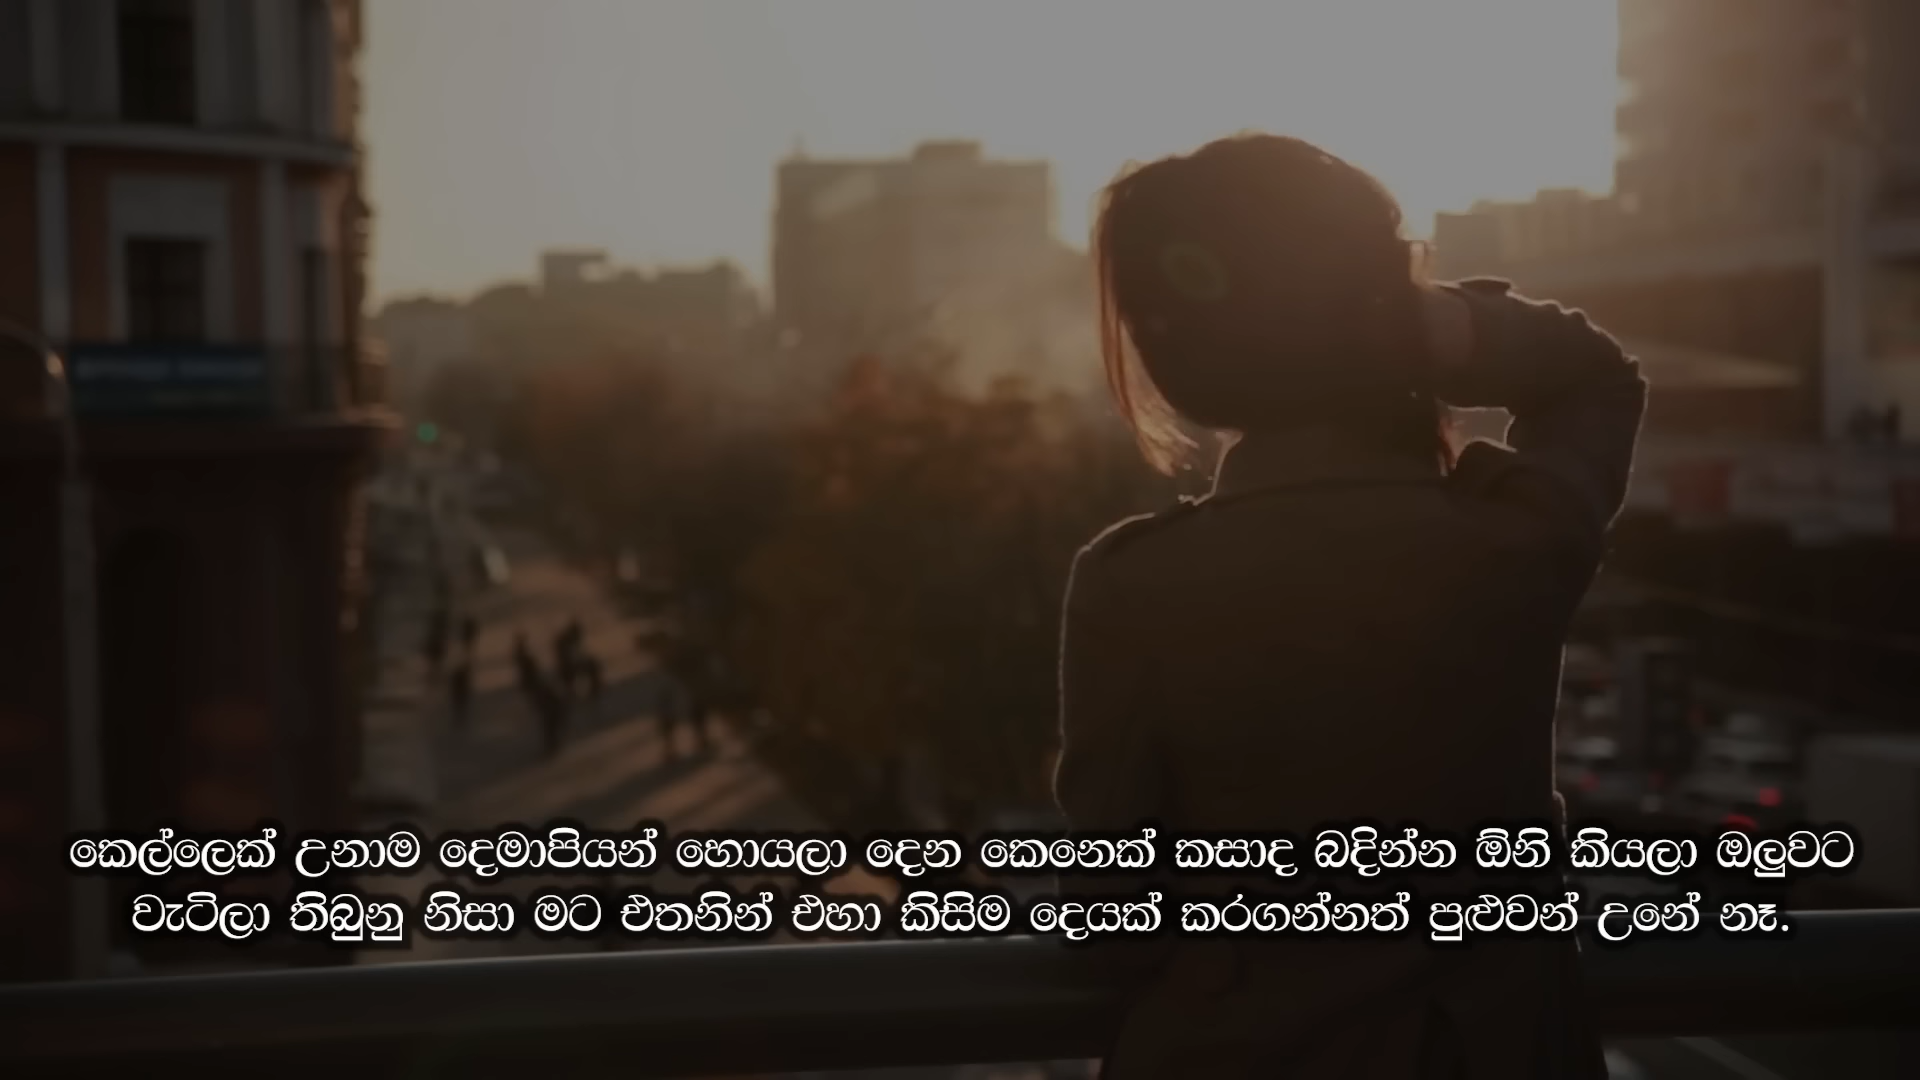 කෙල්ලෙක් උනාම දෙමාපියන් හොයලා දෙන කෙනෙක් කසාද බදින්න ඕනි කියලා ඔලුවට
වැටිලා තිබුනු නිසා මට එතනින් එහා කිසිම දෙයක් කරගන්නත් පුළුවන් උනේ නෑ.